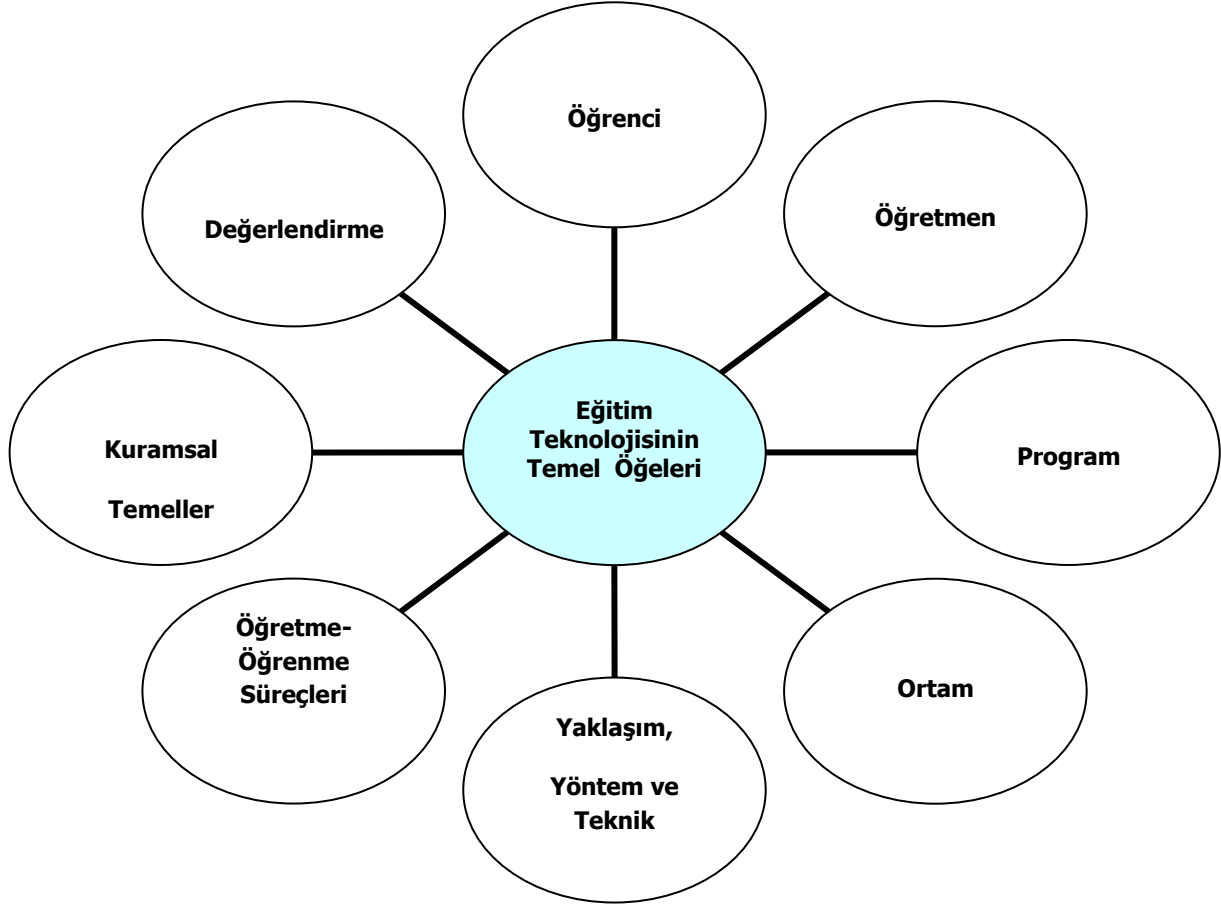 Öğrenci
Öğretmen
Değerlendirme
Eğitim
Teknolojisinin
Temel Öğeleri
Kuramsal
Temeller
Program
Öğretme-
Öğrenme
Süreçleri
Ortam
Yaklaşım,
Yöntem ve
Teknik